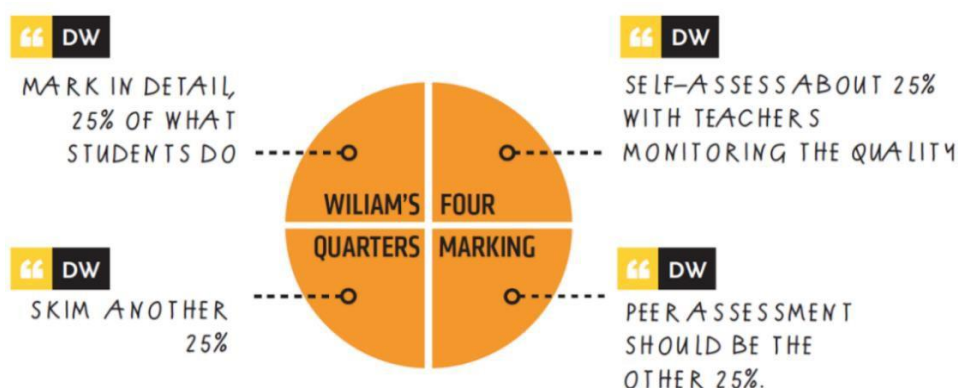 DW
MARK IN DETAIL,
25% OF WHAT
STUDENTS DO
DW
SELF-ASSESS ABOUT 25%
WITH TEACHERS
MONITORING THE QUALITY
WILIAM'S FOUR
QUARTERS MARKING
DW
SKIM ANOTHER
25%
DW
PEER ASSESSMENT
SHOULD BE THE
OTHER 25%.